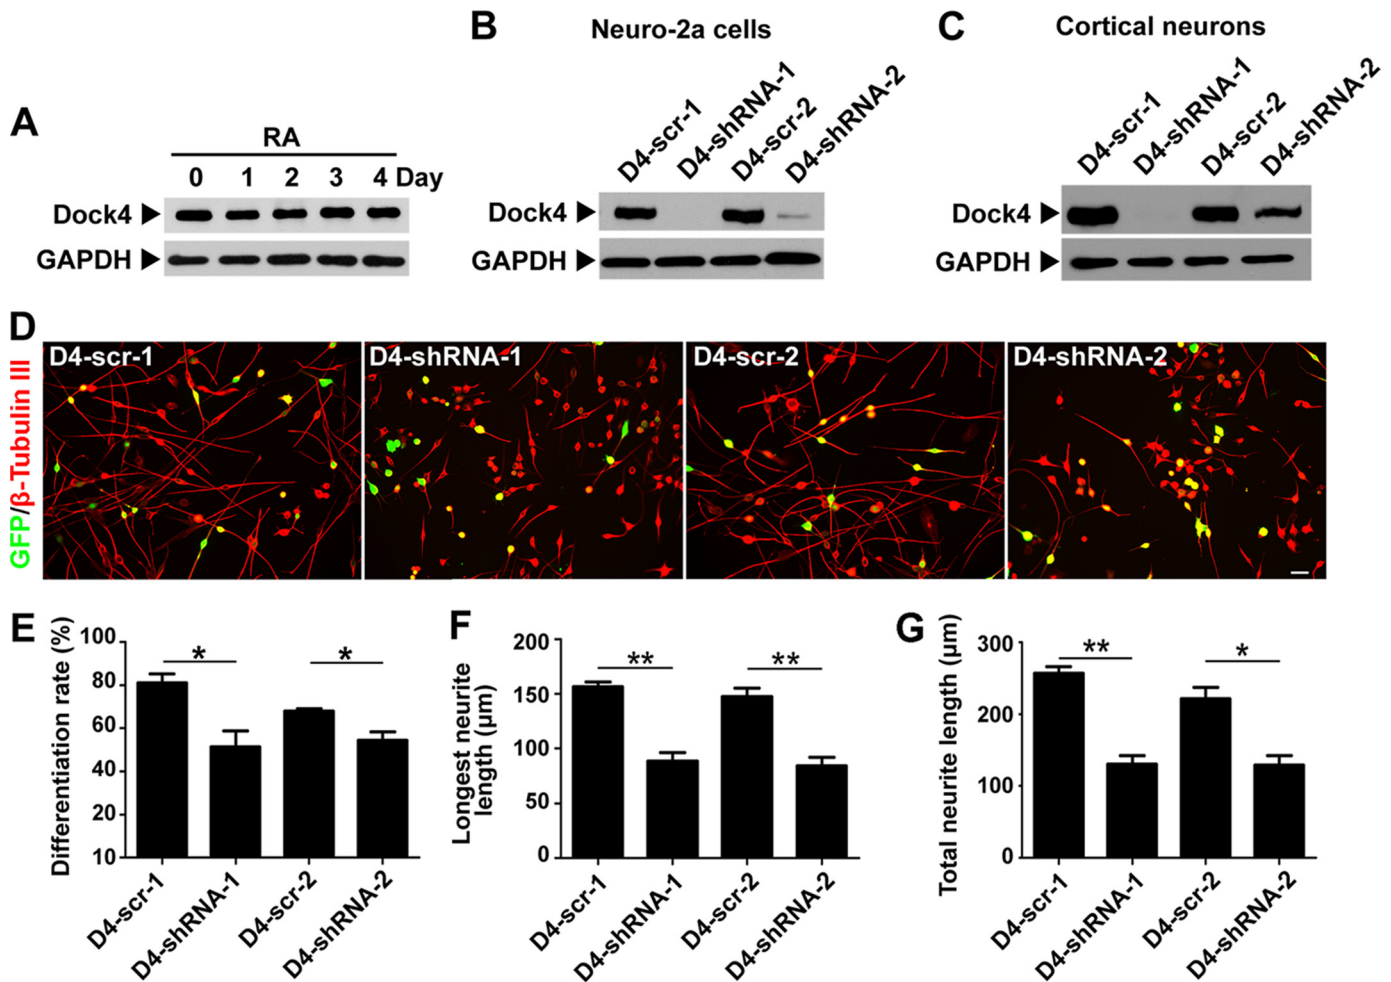 A
RA
0 1 2 3 4 Day
Dock4
GAPDH
B
Neuro-2a cells
D4-scr-1
D4-shRNA-1
D4-scr-2
D4-shRNA-2
Dock4
GAPDH
C
Cortical neurons
D4-scr-1
D4-shRNA-1
D4-scr-2
D4-shRNA-2
Dock4
GAPDH
D
GFP/β-Tubulin III
D4-scr-1
D4-shRNA-1
D4-scr-2
D4-shRNA-2
E
Differentiation rate (%)
100
80
60
40
20
10
*
*
D4-scr-1
D4-shRNA-1
D4-scr-2
D4-shRNA-2
F
Longest neurite
length (μm)
200
150
100
50
0
**
**
D4-scr-1
D4-shRNA-1
D4-scr-2
D4-shRNA-2
G
Total neurite length (μm)
300
200
100
0
**
*
D4-scr-1
D4-shRNA-1
D4-scr-2
D4-shRNA-2